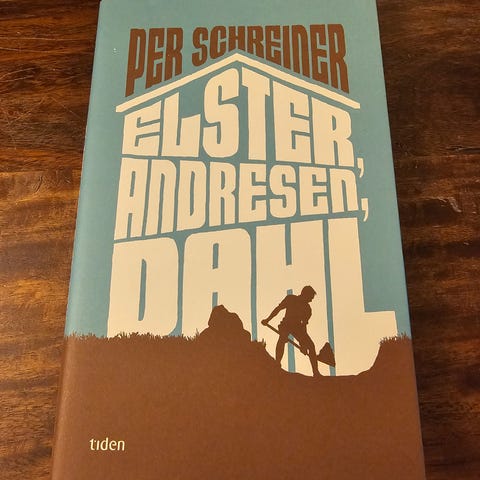 PER SCHREINER
ELSTER,
ANDRESEN,
DAHL
tiden